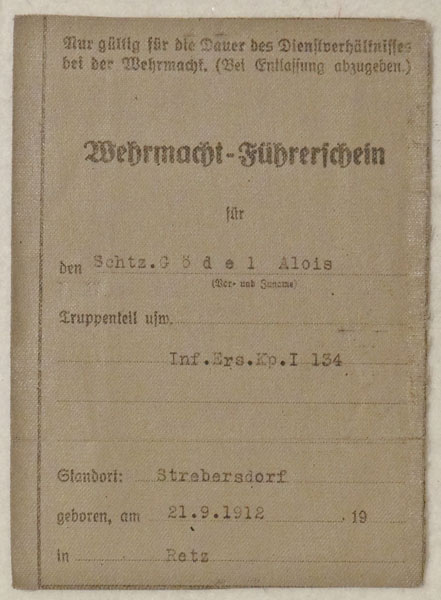 Nur gültig für die Dauer des Dienstverhältnisses
bei der Wehrmacht. (Bei Entlassung abzugeben.)
Wehrmacht-Führerschein
für
den Schtz. G ö d e l Alois
(Vor- und Zuname)
Truppenteil usw.
Inf.Ers.Kp.I 134
Standort: Strebersdorf
geboren, am 21.9.1912 19
in Retz